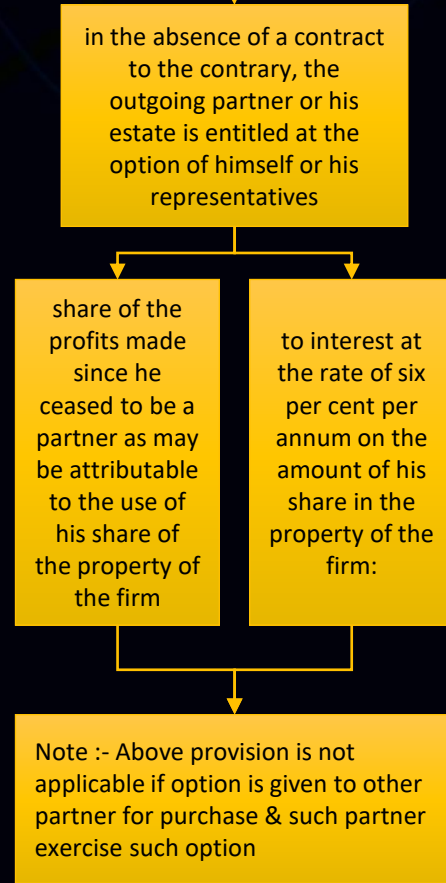 in the absence of a contract
to the contrary, the
outgoing partner or his
estate is entitled at the
option of himself or his
representatives
share of the
profits made
since he
ceased to be a
partner as may
be attributable
to the use of
his share of
the property of
the firm
to interest at
the rate of six
per cent per
annum on the
amount of his
share in the
property of the
firm:
Note :- Above provision is not
applicable if option is given to other
partner for purchase & such partner
exercise such option